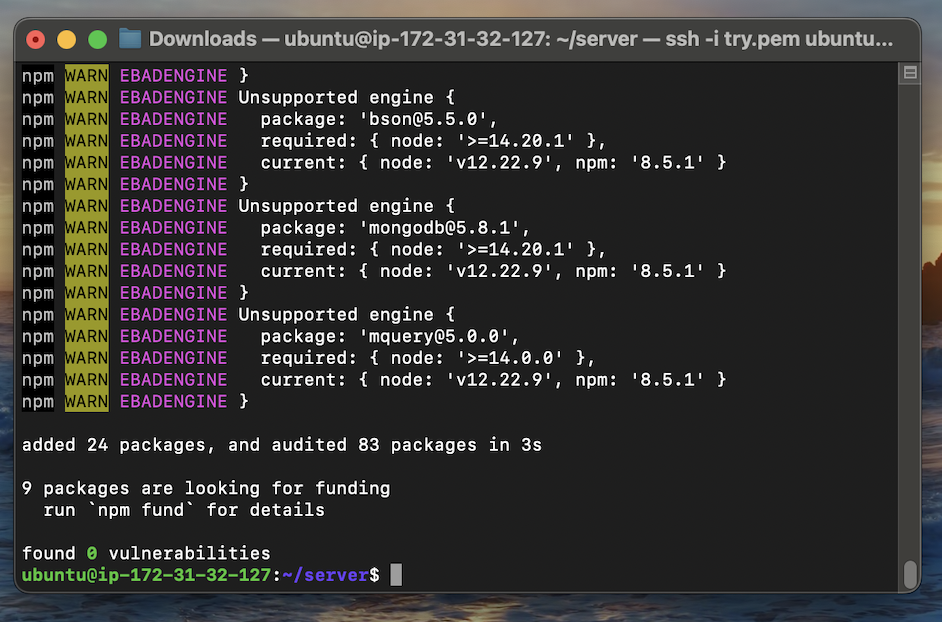 Downloads — ubuntu@ip-172-31-32-127: ~/server — ssh -i try.pem ubuntu...
npm WARN EBADENGINE }
npm WARN EBADENGINE Unsupported engine {
npm WARN EBADENGINE   package: 'bson@5.5.0',
npm WARN EBADENGINE   required: { node: '>=14.20.1' },
npm WARN EBADENGINE   current: { node: 'v12.22.9', npm: '8.5.1' }
npm WARN EBADENGINE }
npm WARN EBADENGINE Unsupported engine {
npm WARN EBADENGINE   package: 'mongodb@5.8.1',
npm WARN EBADENGINE   required: { node: '>=14.20.1' },
npm WARN EBADENGINE   current: { node: 'v12.22.9', npm: '8.5.1' }
npm WARN EBADENGINE }
npm WARN EBADENGINE Unsupported engine {
npm WARN EBADENGINE   package: 'mquery@5.0.0',
npm WARN EBADENGINE   required: { node: '>=14.0.0' },
npm WARN EBADENGINE   current: { node: 'v12.22.9', npm: '8.5.1' }
npm WARN EBADENGINE }
added 24 packages, and audited 83 packages in 3s
9 packages are looking for funding
  run `npm fund` for details
found 0 vulnerabilities
ubuntu@ip-172-31-32-127:~/server$